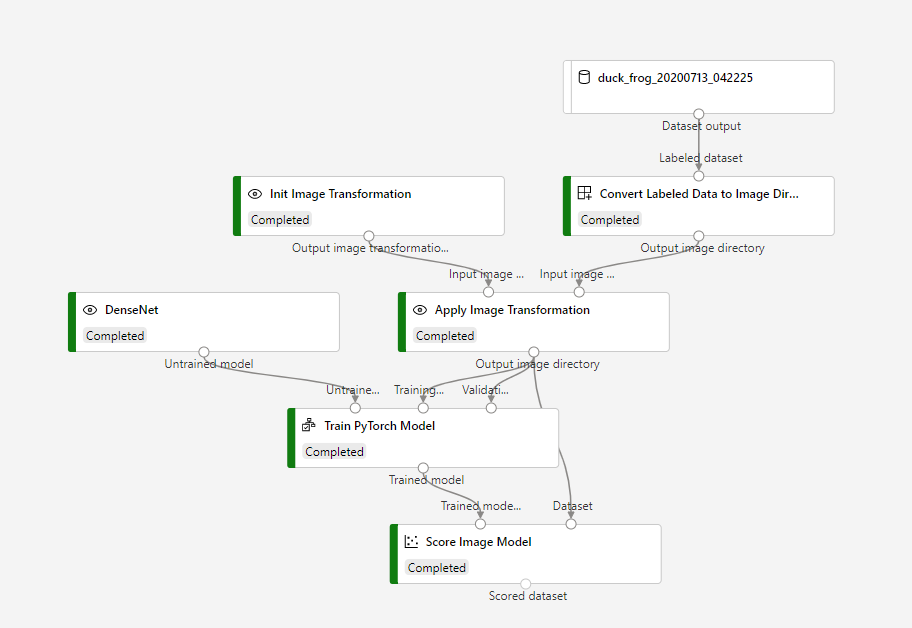 duck_frog_20200713_042225
Dataset output
Labeled dataset
Init Image Transformation
Completed
Convert Labeled Data to Image Dir...
Completed
Output image transformatio...
Output image directory
Input image ...
Input image ...
DenseNet
Completed
Apply Image Transformation
Completed
Untrained model
Output image directory
Untraine...
Training...
Validati...
Train PyTorch Model
Completed
Trained model
Trained mode...
Dataset
Score Image Model
Completed
Scored dataset